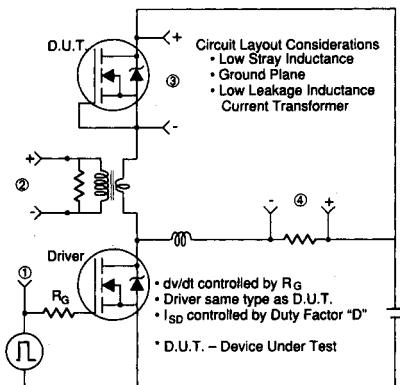 +
D.U.T.
Circuit Layout Considerations
• Low Stray Inductance
• Ground Plane
• Low Leakage Inductance
Current Transformer
③
-
+
②
-
-
④
+
Driver
①
RG
• dv/dt controlled by RG
• Driver same type as D.U.T.
• ISD controlled by Duty Factor "D"
* D.U.T. – Device Under Test